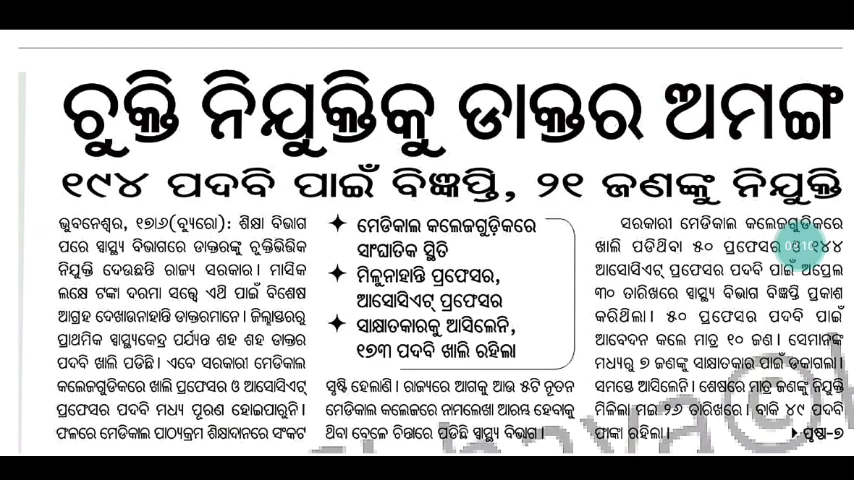 ଚୁକ୍ତି ନିଯୁକ୍ତିକୁ ଡାକ୍ତର ଅମଙ୍ଗ
୧୯୪ ପଦବି ପାଇଁ ବିଜ୍ଞପ୍ତି, ୨୧ ଜଣଙ୍କୁ ନିଯୁକ୍ତି
ଭୁବନେଶ୍ୱର, ୧୭ା୬(ବ୍ୟୁରୋ): ଶିକ୍ଷା ବିଭାଗ
ପରେ ସ୍ୱାସ୍ଥ୍ୟ ବିଭାଗରେ ଡାକ୍ତରଙ୍କୁ ଚୁକ୍ତିଭିତ୍ତିକ
ନିଯୁକ୍ତି ଦେଉଛନ୍ତି ରାଜ୍ୟ ସରକାର। ମାସିକ
ଲକ୍ଷେ ଟଙ୍କା ଦରମା ସତ୍ତ୍ୱେ ଏଥି ପାଇଁ ବିଶେଷ
ଆଗ୍ରହ ଦେଖାଉନାହାନ୍ତି ଡାକ୍ତରମାନେ। ଜିଲ୍ଲାସ୍ତରରୁ
ପ୍ରାଥମିକ ସ୍ୱାସ୍ଥ୍ୟକେନ୍ଦ୍ର ପର୍ଯ୍ୟନ୍ତ ଶହ ଶହ ଡାକ୍ତର
ପଦବି ଖାଲି ପଡିଛି। ଏବେ ସରକାରୀ ମେଡିକାଲ
କଲେଜଗୁଡିକରେ ଖାଲି ପ୍ରଫେସର ଓ ଆସୋସିଏଟ୍
ପ୍ରଫେସର ପଦବି ମଧ୍ୟ ପୂରଣ ହୋଇପାରୁନି।
ଫଳରେ ମେଡିକାଲ ପାଠ୍ୟକ୍ରମ ଶିକ୍ଷାଦାନରେ ସଂକଟ
ମେଡିକାଲ କଲେଜଗୁଡ଼ିକରେ
ସାଂଘାତିକ ସ୍ଥିତି
ମିଳୁନାହାନ୍ତି ପ୍ରଫେସର,
ଆସୋସିଏଟ୍ ପ୍ରଫେସର
ସାକ୍ଷାତକାରକୁ ଆସିଲେନି,
୧୭୩ ପଦବି ଖାଲି ରହିଲା
ସୃଷ୍ଟି ହେଲାଣି। ରାଜ୍ୟରେ ଆଗକୁ ଆଉ ୫ଟି ନୂତନ
ମେଡିକାଲ କଲେଜରେ ନାମଲେଖା ଆରମ୍ଭ ହେବାକୁ
ଥିବା ବେଳେ ଚିନ୍ତାରେ ପଡିଛି ସ୍ୱାସ୍ଥ୍ୟ ବିଭାଗ।
ସରକାରୀ ମେଡିକାଲ କଲେଜଗୁଡିକରେ
ଖାଲି ପଡିଥିବା ୫୦ ପ୍ରଫେସର ୧୪୪
ଆସୋସିଏଟ୍ ପ୍ରଫେସର ପଦବି ପାଇଁ ଅପ୍ରେଲ
୩୦ ତାରିଖରେ ସ୍ୱାସ୍ଥ୍ୟ ବିଭାଗ ବିଜ୍ଞପ୍ତି ପ୍ରକାଶ
କରିଥିଲା। ୫୦ ପ୍ରଫେସର ପଦବି ପାଇଁ
ଆବେଦନ କଲେ ମାତ୍ର ୧୦ ଜଣ। ସେମାନଙ୍କ
ମଧ୍ୟରୁ ୭ ଜଣଙ୍କୁ ସାକ୍ଷାତକାର ପାଇଁ ଡକାଗଲା।
ସମସ୍ତେ ଆସିଲେନି। ଶେଷରେ ମାତ୍ର ଜଣଙ୍କୁ ନିଯୁକ୍ତି
ମିଳିଲା ମଇ ୨୬ ତାରିଖରେ। ବାକି ୪୯ ପଦବି
ଫାଙ୍କା ରହିଲା। ପୃଷ୍ଠା-୭